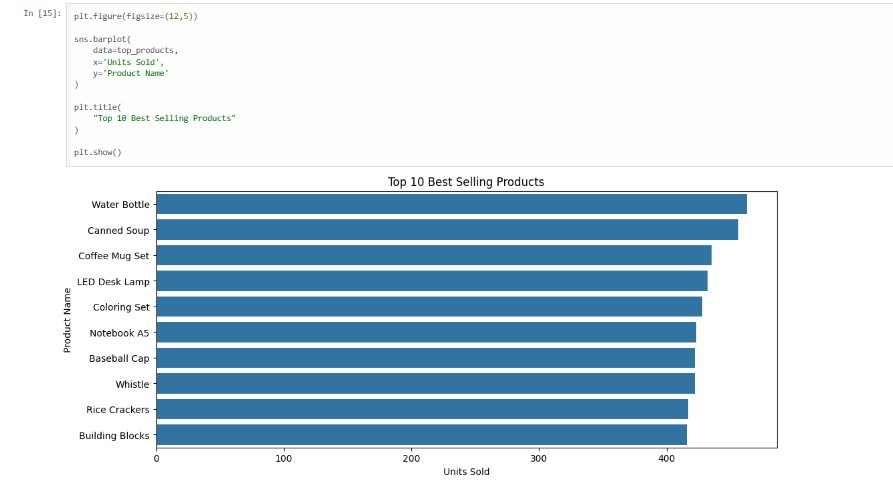 In [15]:
plt.figure(figsize=(12,5))
sns.barplot(
    data=top_products,
    x='Units Sold',
    y='Product Name'
)
plt.title(
    "Top 10 Best Selling Products"
)
plt.show()
Top 10 Best Selling Products
Product Name
Water Bottle
Canned Soup
Coffee Mug Set
LED Desk Lamp
Coloring Set
Notebook A5
Baseball Cap
Whistle
Rice Crackers
Building Blocks
0 100 200 300 400
Units Sold